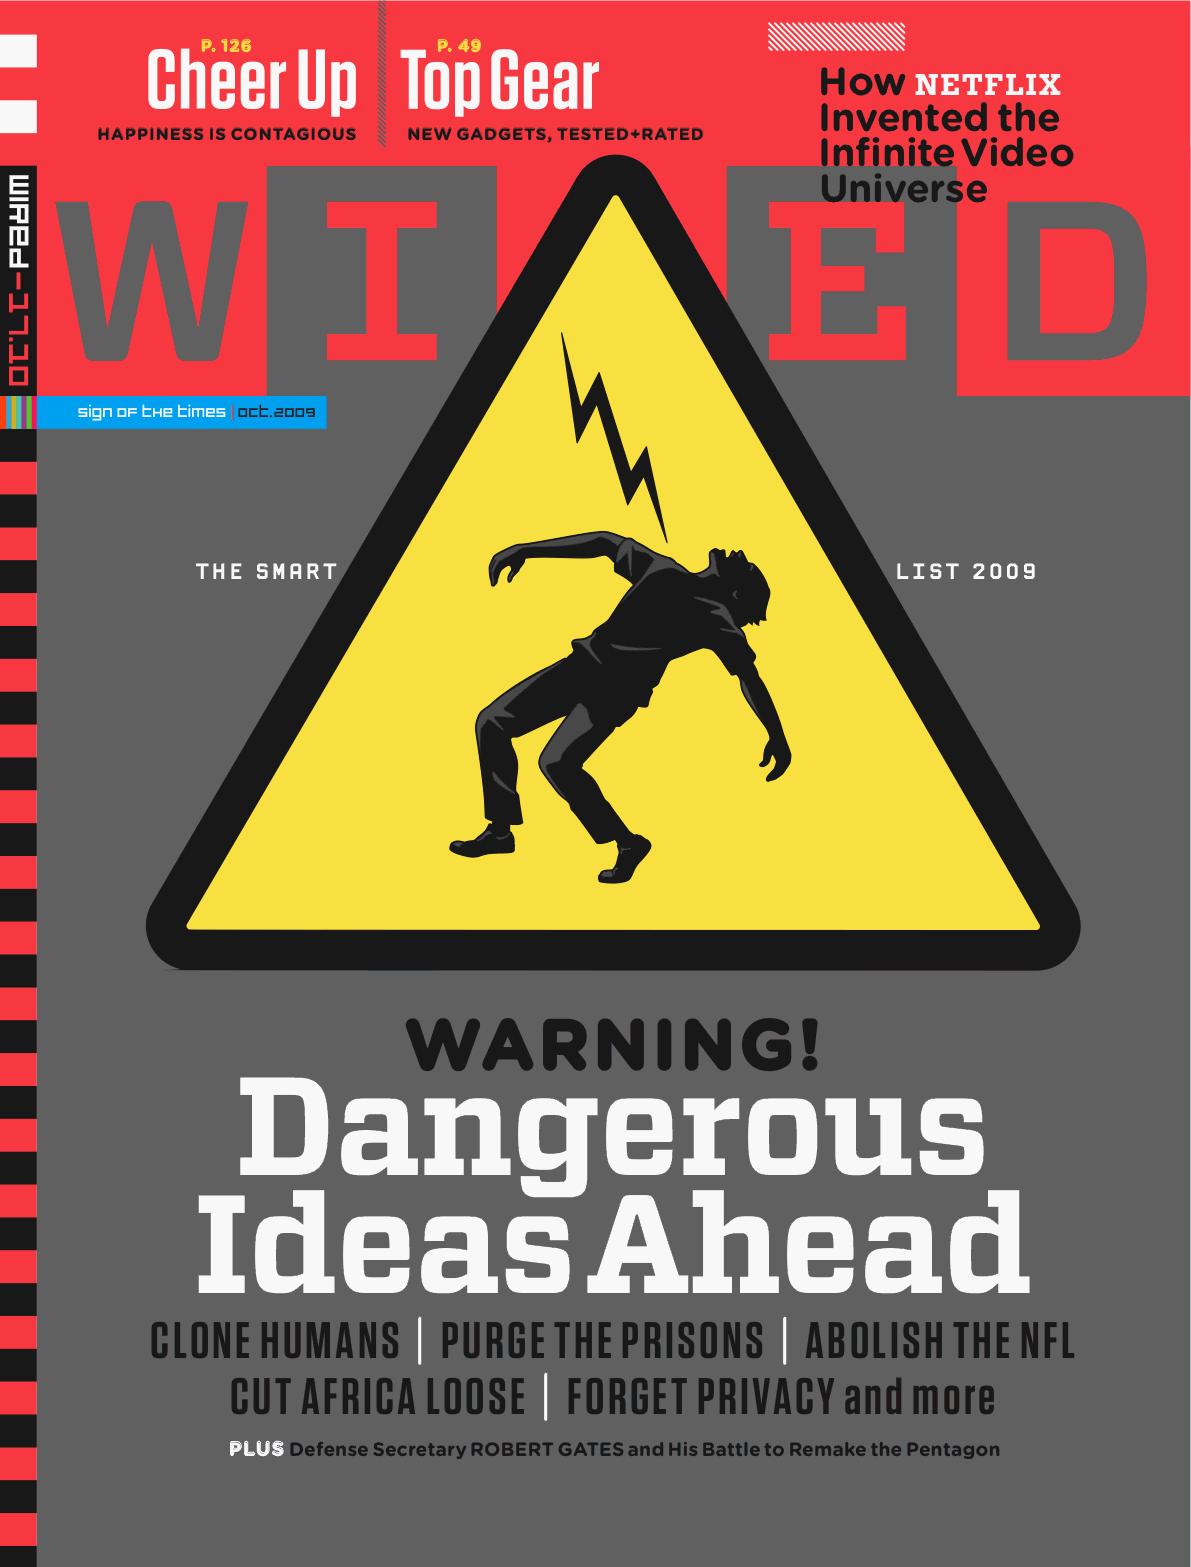 P. 126
Cheer Up
HAPPINESS IS CONTAGIOUS
P. 49
Top Gear
NEW GADGETS, TESTED+RATED
How NETFLIX
Invented the
Infinite Video
Universe
WI ED
sign of the times | oct.2009
THE SMART
LIST 2009
WARNING!
Dangerous
Ideas Ahead
CLONE HUMANS | PURGE THE PRISONS | ABOLISH THE NFL
CUT AFRICA LOOSE | FORGET PRIVACY and more
PLUS Defense Secretary ROBERT GATES and His Battle to Remake the Pentagon